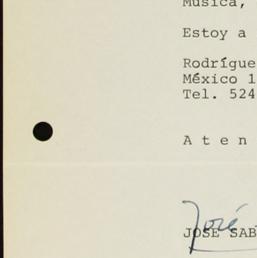 Música,
Estoy a
Rodrígue
México 1
Tel. 524
A t e n
José
JOSE SAB